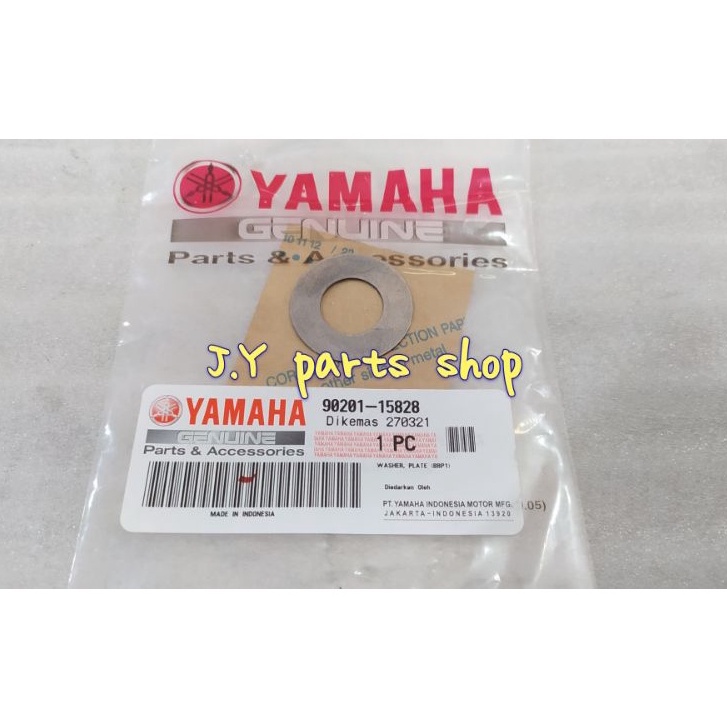 YAMAHA
GENUINE
Parts & Accessories
J.Y parts shop
YAMAHA
GENUINE
Parts & Accessories
MADE IN INDONESIA
90201-15828
Dikemas 270321
1 PC
WASHER, PLATE (BRP1)
Diedarkan Oleh
PT. YAMAHA INDONESIA MOTOR MFG.
JAKARTA-INDONESIA 13920